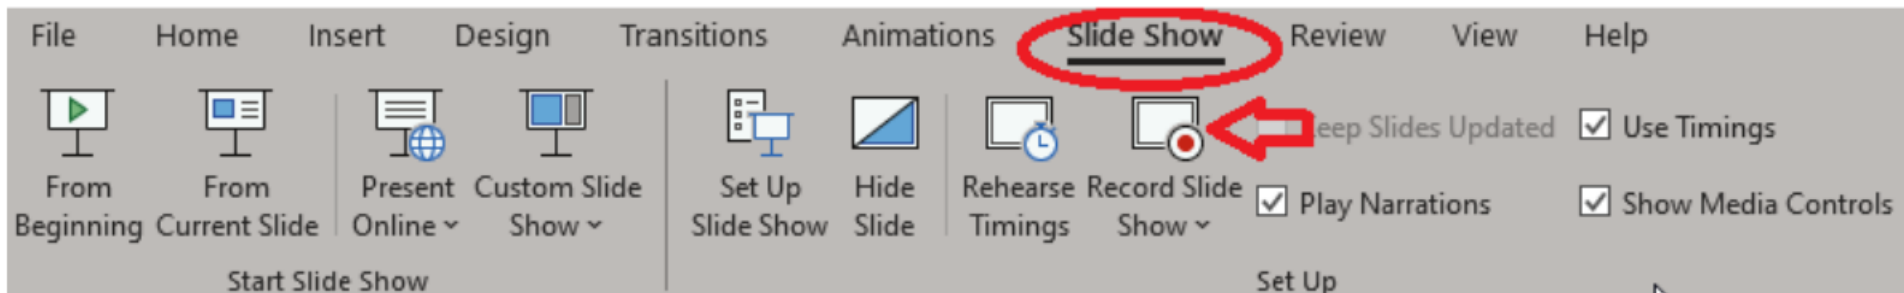 File Home Insert Design Transitions Animations Slide Show Review View Help
From Beginning
From Current Slide
Present Online
Custom Slide Show
Set Up Slide Show
Hide Slide
Rehearse Timings
Record Slide Show
Slides Updated
Use Timings
Play Narrations
Show Media Controls
Start Slide Show
Set Up